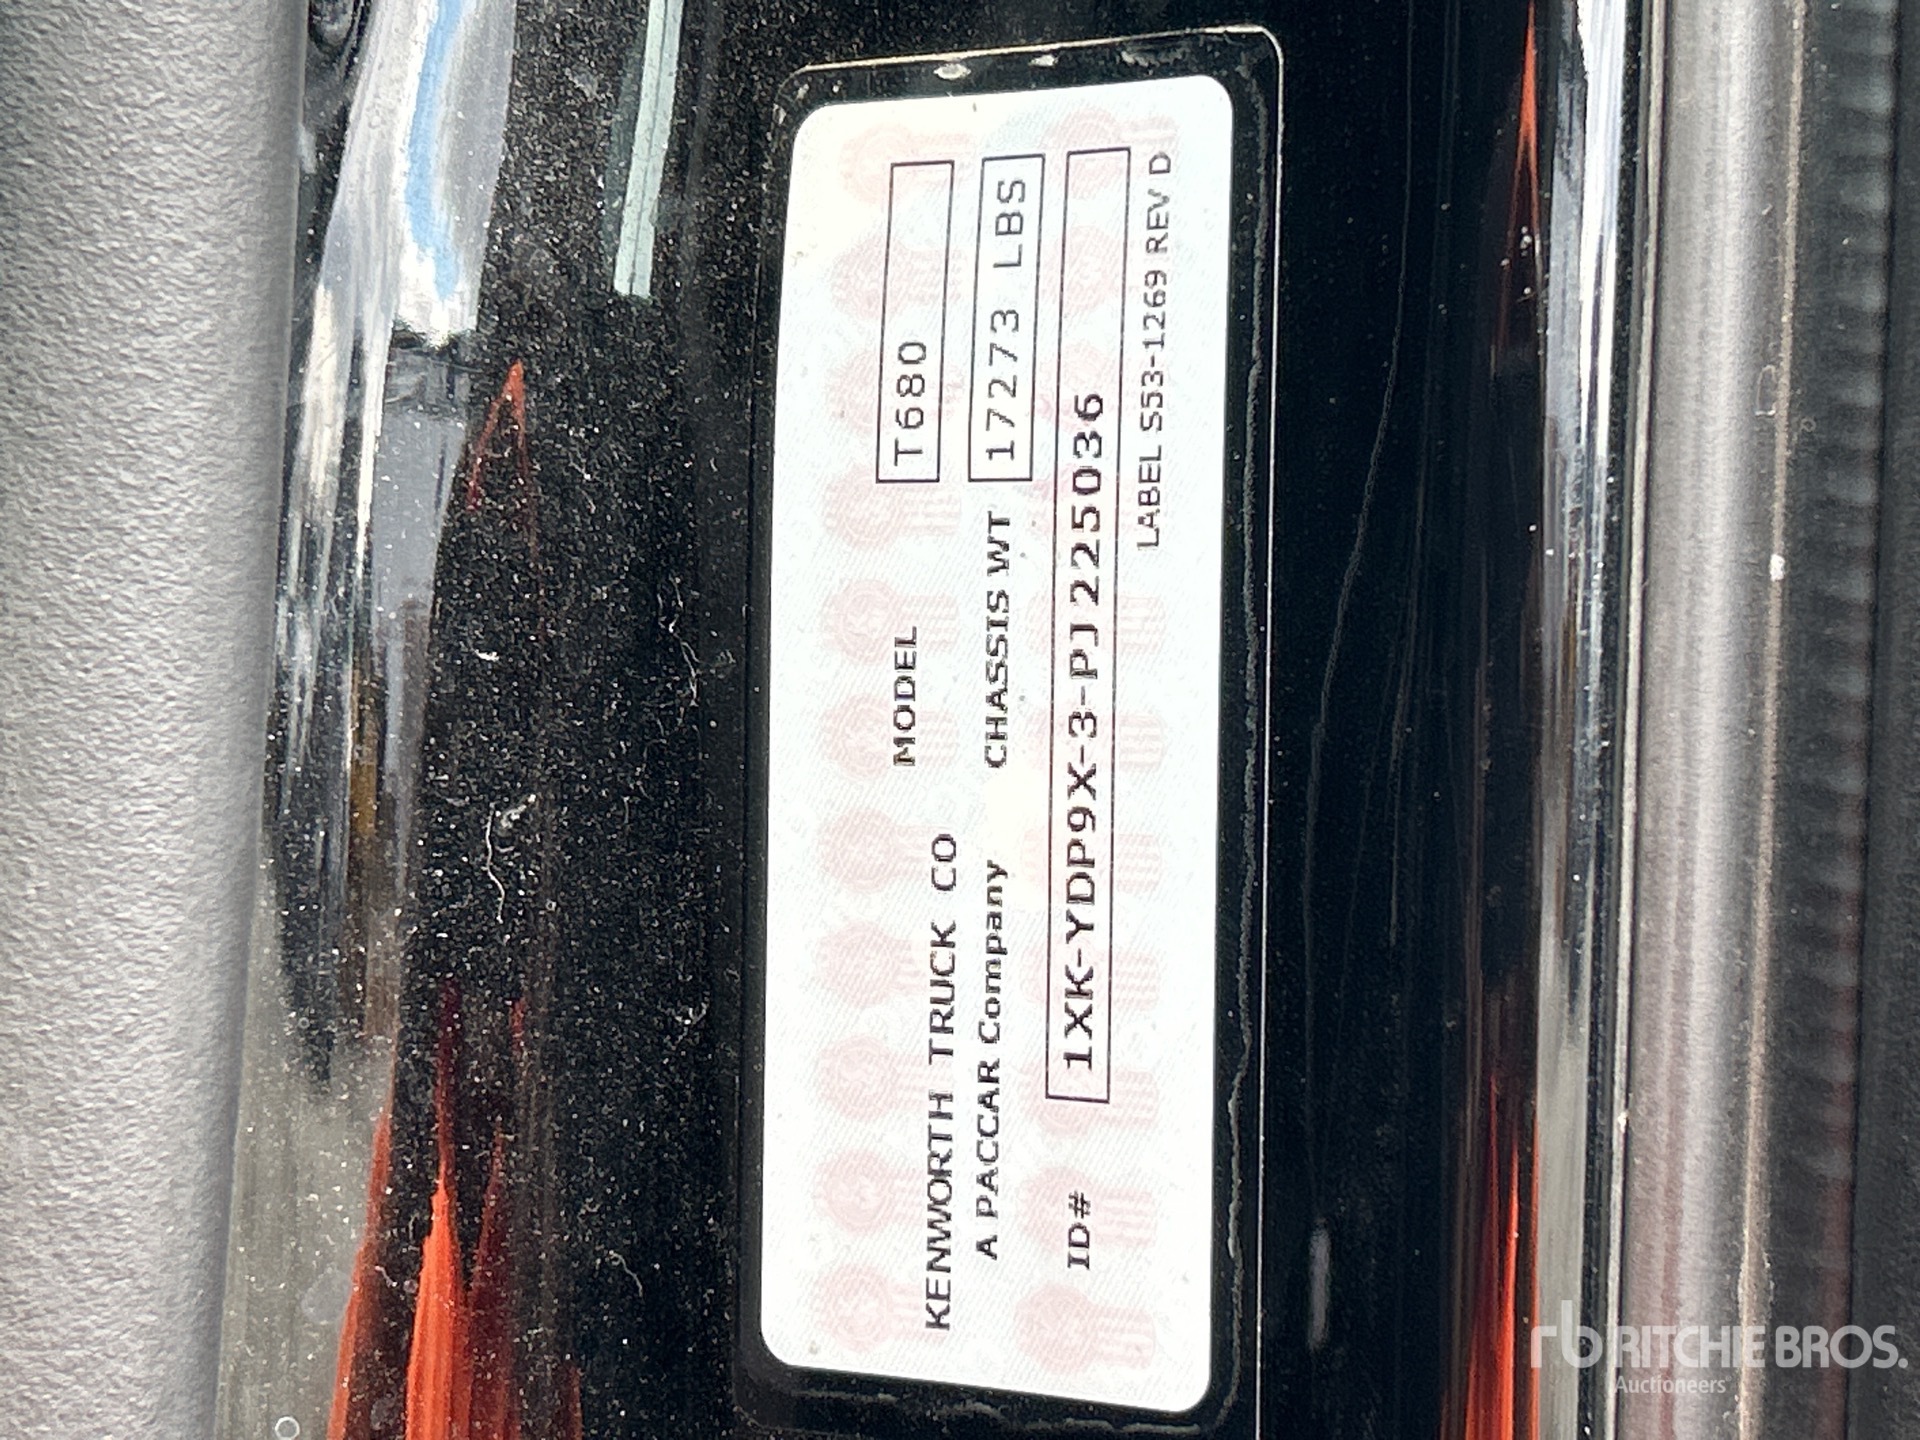 KENWORTH TRUCK CO
A PACCAR Company
MODEL T680
CHASSIS WT 17273 LBS
ID# 1XK-YDP9X-3-PJ225036
LABEL S53-1269 REV D
rb RITCHIE BROS.
Auctioneers